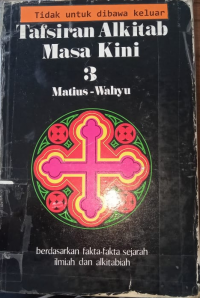 Tidak untuk dibawa keluar
Tafsiran Alkitab
Masa Kini
3
Matius-Wahyu
berdasarkan fakta-fakta sejarah
ilmiah dan alkitabiah